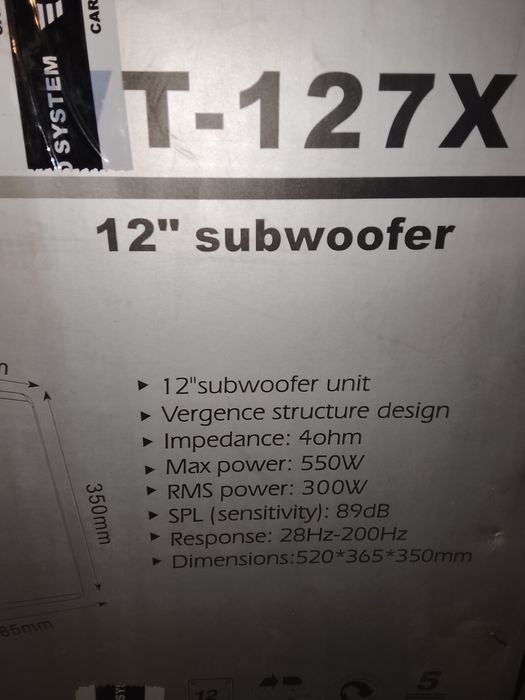 SYSTEM
CAR
T-127X
12" subwoofer
▸ 12"subwoofer unit
▸ Vergence structure design
▸ Impedance: 4ohm
▸ Max power: 550W
▸ RMS power: 300W
▸ SPL (sensitivity): 89dB
▸ Response: 28Hz-200Hz
▸ Dimensions:520*365*350mm
350mm
65mm
12"
5